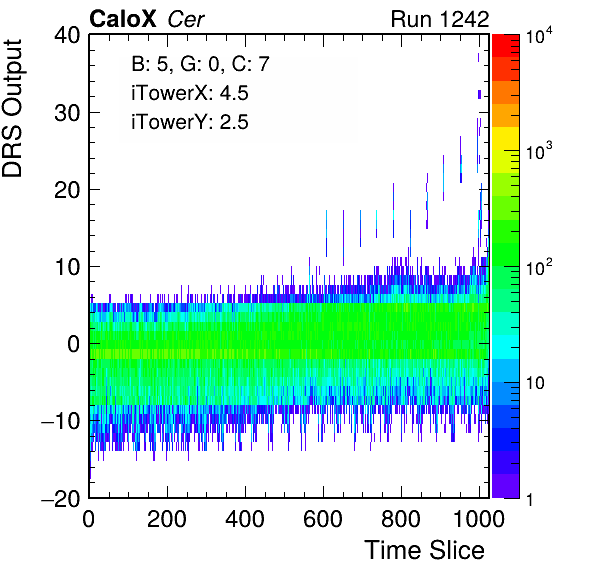 CaloX Cer Run 1242
DRS Output
B: 5, G: 0, C: 7
iTowerX: 4.5
iTowerY: 2.5
40
30
20
10
0
−10
−20
0 200 400 600 800 1000
Time Slice
10^4
10^3
10^2
10
1